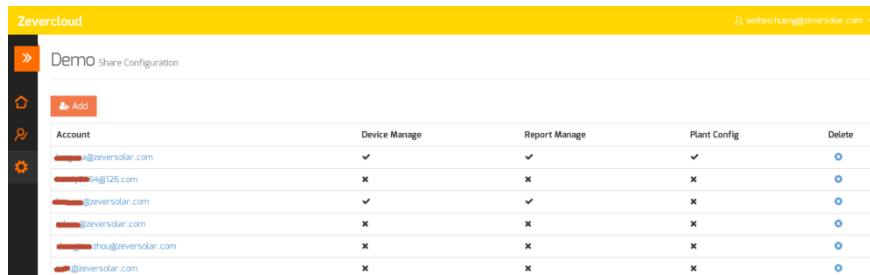 Zevercloud weibao.huang@zeversolar.com
Demo Share Configuration
Add
Account Device Manage Report Manage Plant Config Delete
a@zeversolar.com
64@126.com
@zeversolar.com
@zeversolar.com
zhou@zeversolar.com
@zeversolar.com